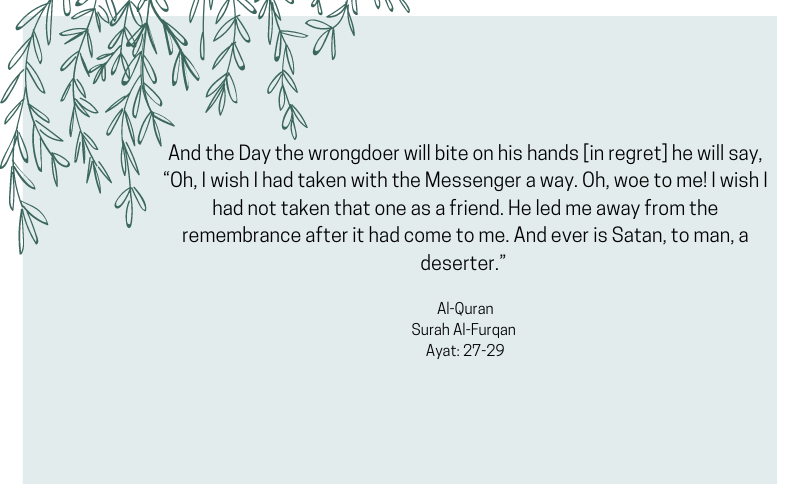 And the Day the wrongdoer will bite on his hands [in regret] he will say,
“Oh, I wish I had taken with the Messenger a way. Oh, woe to me! I wish I
had not taken that one as a friend. He led me away from the
remembrance after it had come to me. And ever is Satan, to man, a
deserter.”
Al-Quran
Surah Al-Furqan
Ayat: 27-29